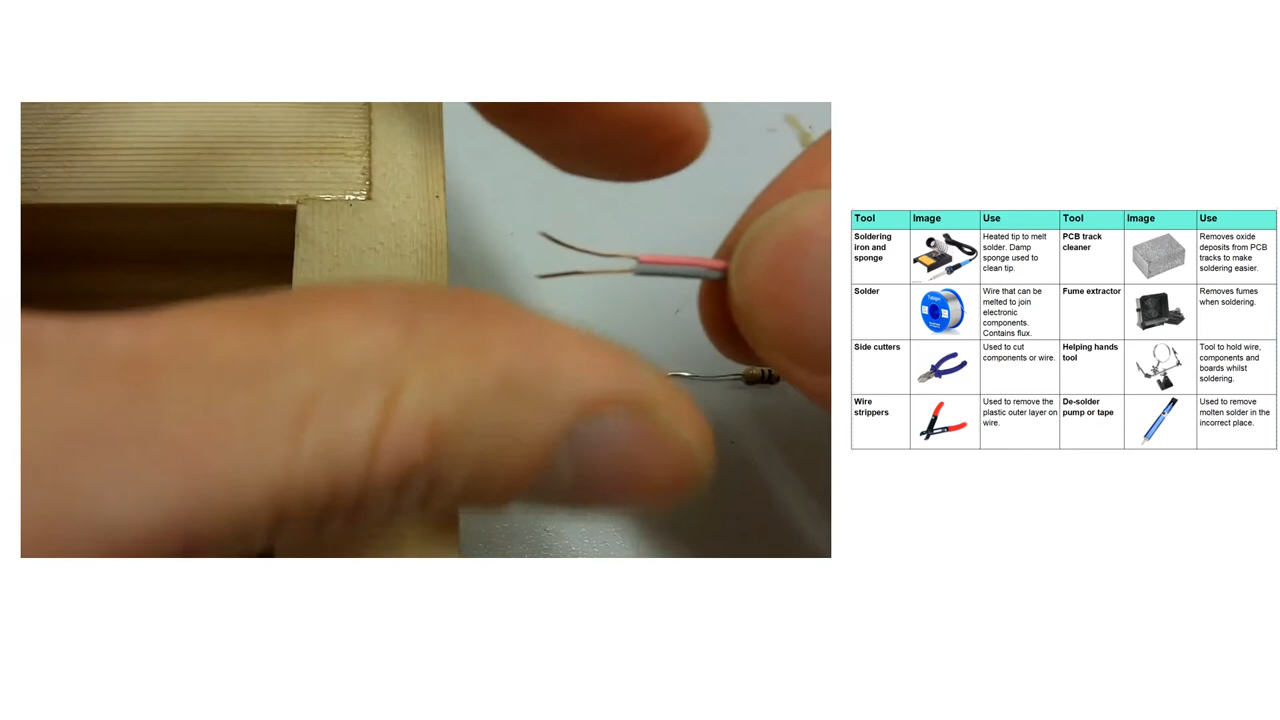 Tool Image Use Tool Image Use
Soldering
iron and
sponge
Heated tip to melt
solder. Damp
sponge used to
clean tip.
PCB track
cleaner
Removes oxide
deposits from PCB
tracks to make
soldering easier.
Solder
Wire that can be
melted to join
electronic
components.
Contains flux.
Fume extractor
Removes fumes
when soldering.
Side cutters
Used to cut
components or wire.
Helping hands
tool
Tool to hold wire,
components and
boards whilst
soldering.
Wire
strippers
Used to remove the
plastic outer layer on
wire.
De-solder
pump or tape
Used to remove
molten solder in the
incorrect place.